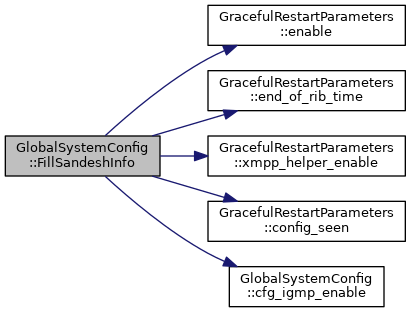 GracefulRestartParameters
::enable
GracefulRestartParameters
::end_of_rib_time
GlobalSystemConfig
::FillSandeshInfo
GracefulRestartParameters
::xmpp_helper_enable
GracefulRestartParameters
::config_seen
GlobalSystemConfig
::cfg_igmp_enable